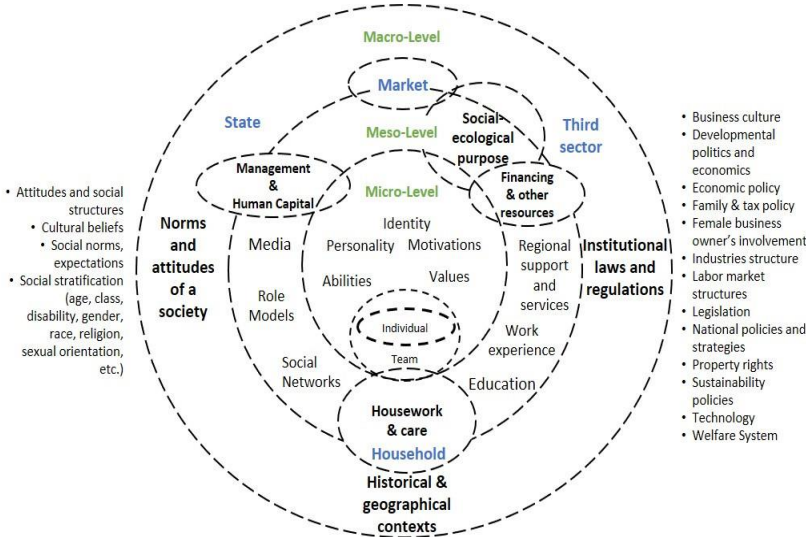 Macro-Level
Market
State
Meso-Level
Social-
ecological
purpose
Third
sector
Management
&
Human Capital
Micro-Level
Financing
& other
resources
• Attitudes and social
structures
• Cultural beliefs
• Social norms,
expectations
• Social stratification
(age, class,
disability, gender,
race, religion,
sexual orientation,
etc.)
Norms
and
attitudes
of a
society
Media
Role
Models
Social
Networks
Identity
Personality Motivations
Abilities
Values
Individual
Team
Regional
support
and
services
Work
experience
Education
Institutional
laws and
regulations
Housework
& care
Household
Historical &
geographical
contexts
• Business culture
• Developmental
politics and
economics
• Economic policy
• Family & tax policy
• Female business
owner's involvement
• Industries structure
• Labor market
structures
• Legislation
• National policies and
strategies
• Property rights
• Sustainability
policies
• Technology
• Welfare System